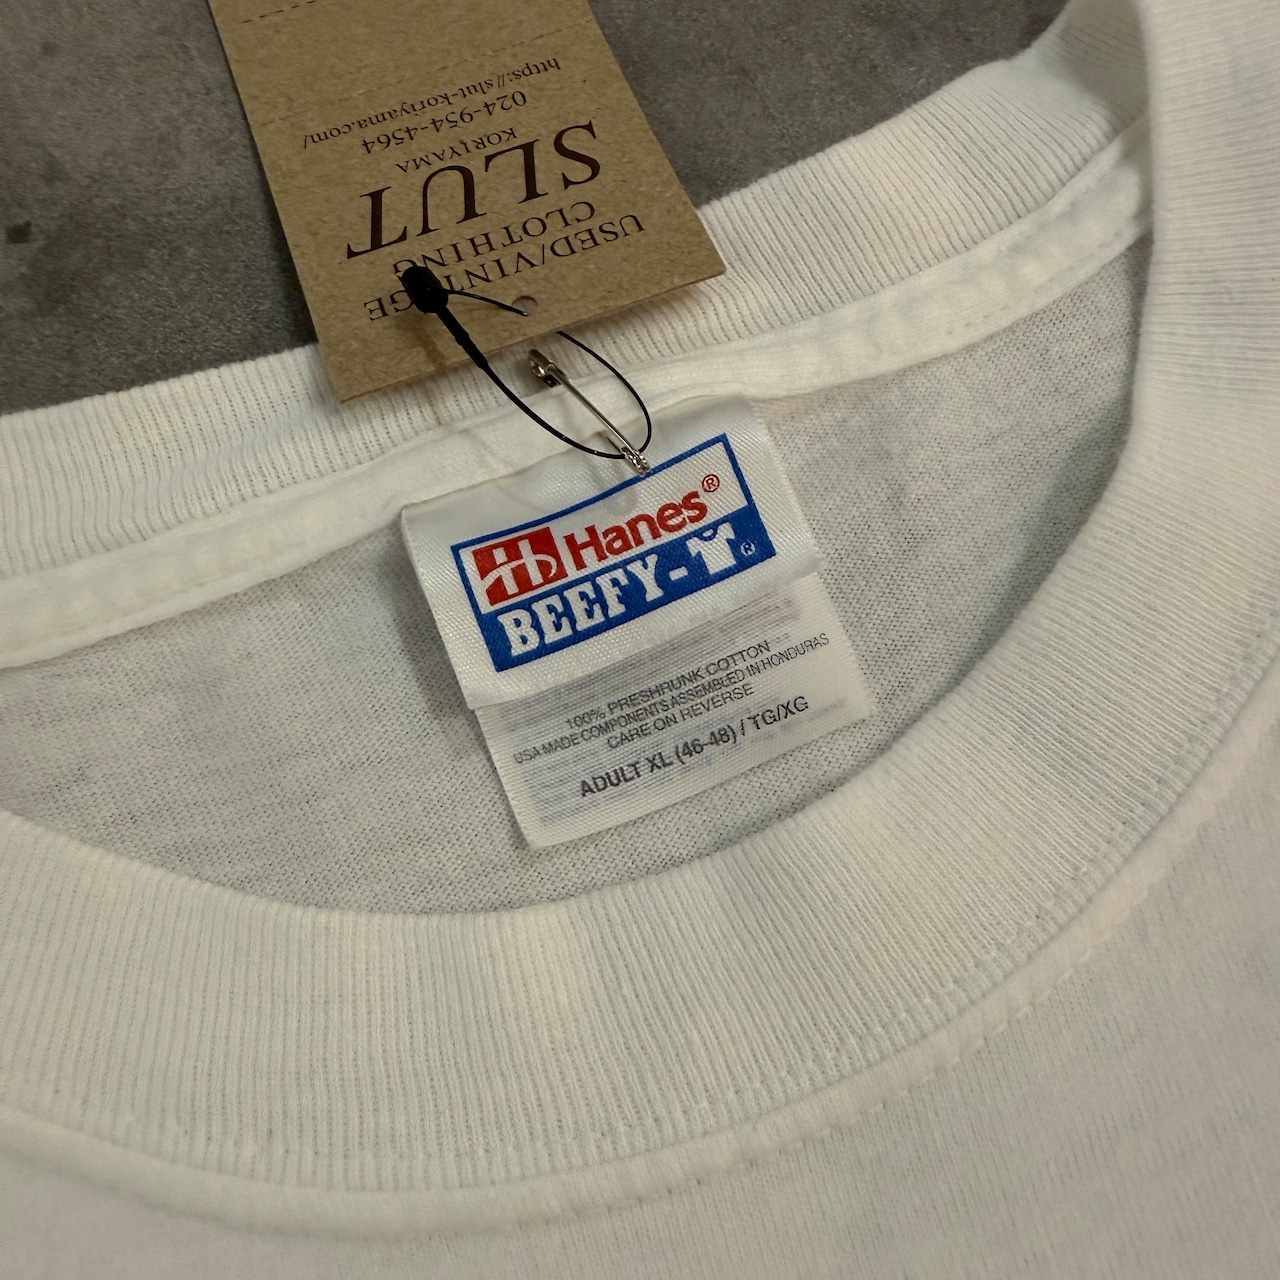 USED/VINTAGE
CLOTHING
SLUT
KORIYAMA
024-954-4564
https://slut-koriyama.com/
Hanes®
BEEFY-T®
100% PRESHRUNK COTTON
USA MADE COMPONENTS ASSEMBLED IN HONDURAS
CARE ON REVERSE
ADULT XL (46-48) / TG/XG